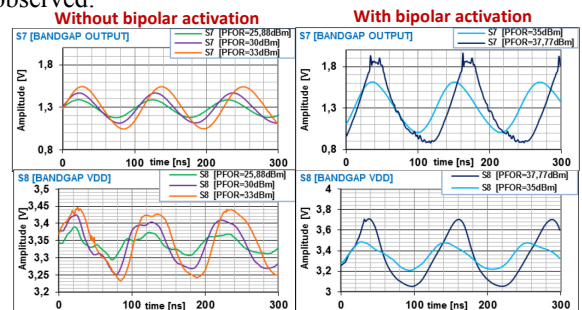 observed.
Without bipolar activation
With bipolar activation
S7 [BANDGAP OUTPUT]
S7 [PFOR=25,88dBm]
S7 [PFOR=30dBm]
S7 [PFOR=33dBm]
Amplitude [V]
1,8
1,3
0,8
0
100
time [ns]
200
300
S7 [BANDGAP OUTPUT]
S7 [PFOR=35dBm]
S7 [PFOR=37,77dBm]
Amplitude [V]
1,8
1,3
0,8
0
100
time [ns]
200
300
S8 [BANDGAP VDD]
S8 [PFOR=25,88dBm]
S8 [PFOR=30dBm]
S8 [PFOR=33dBm]
Amplitude [V]
3,5
3,45
3,4
3,35
3,3
3,25
3,2
0
100
time [ns]
200
300
S8 [BANDGAP VDD]
S8 [PFOR=37,77dBm]
S8 [PFOR=35dBm]
Amplitude [V]
4
3,8
3,6
3,4
3,2
3
0
100
time [ns]
200
300